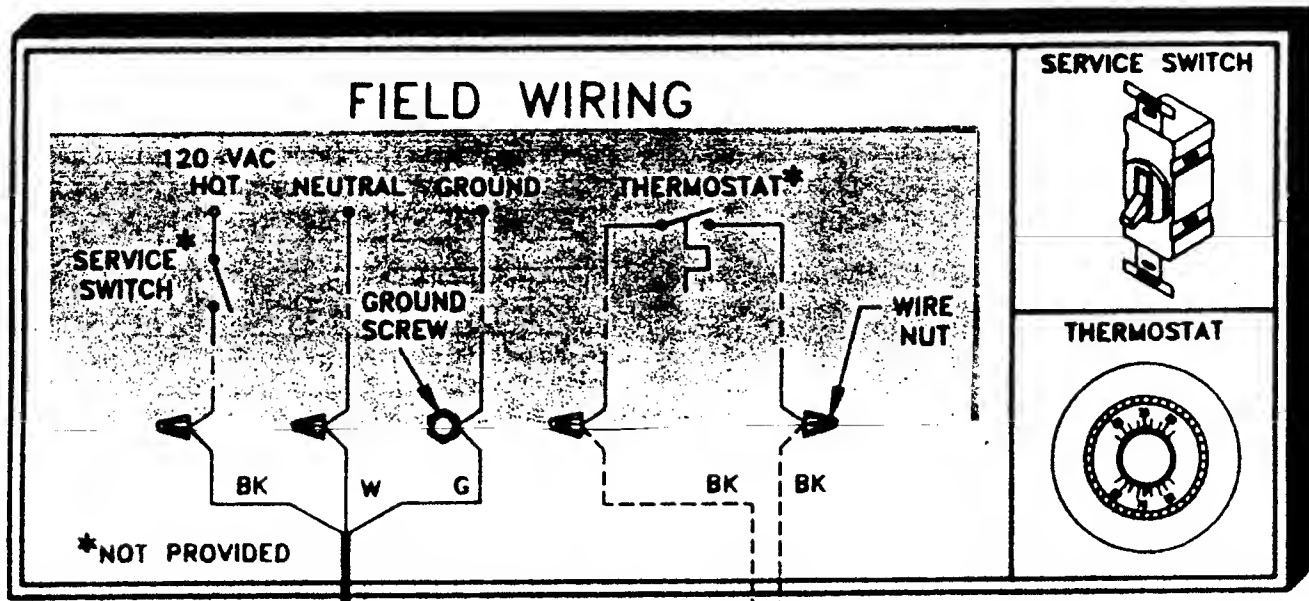 FIELD WIRING
120 VAC
HOT
NEUTRAL
GROUND
THERMOSTAT*
SERVICE*
SWITCH
GROUND
SCREW
WIRE
NUT
BK
W
G
BK
BK
*NOT PROVIDED
SERVICE SWITCH
THERMOSTAT